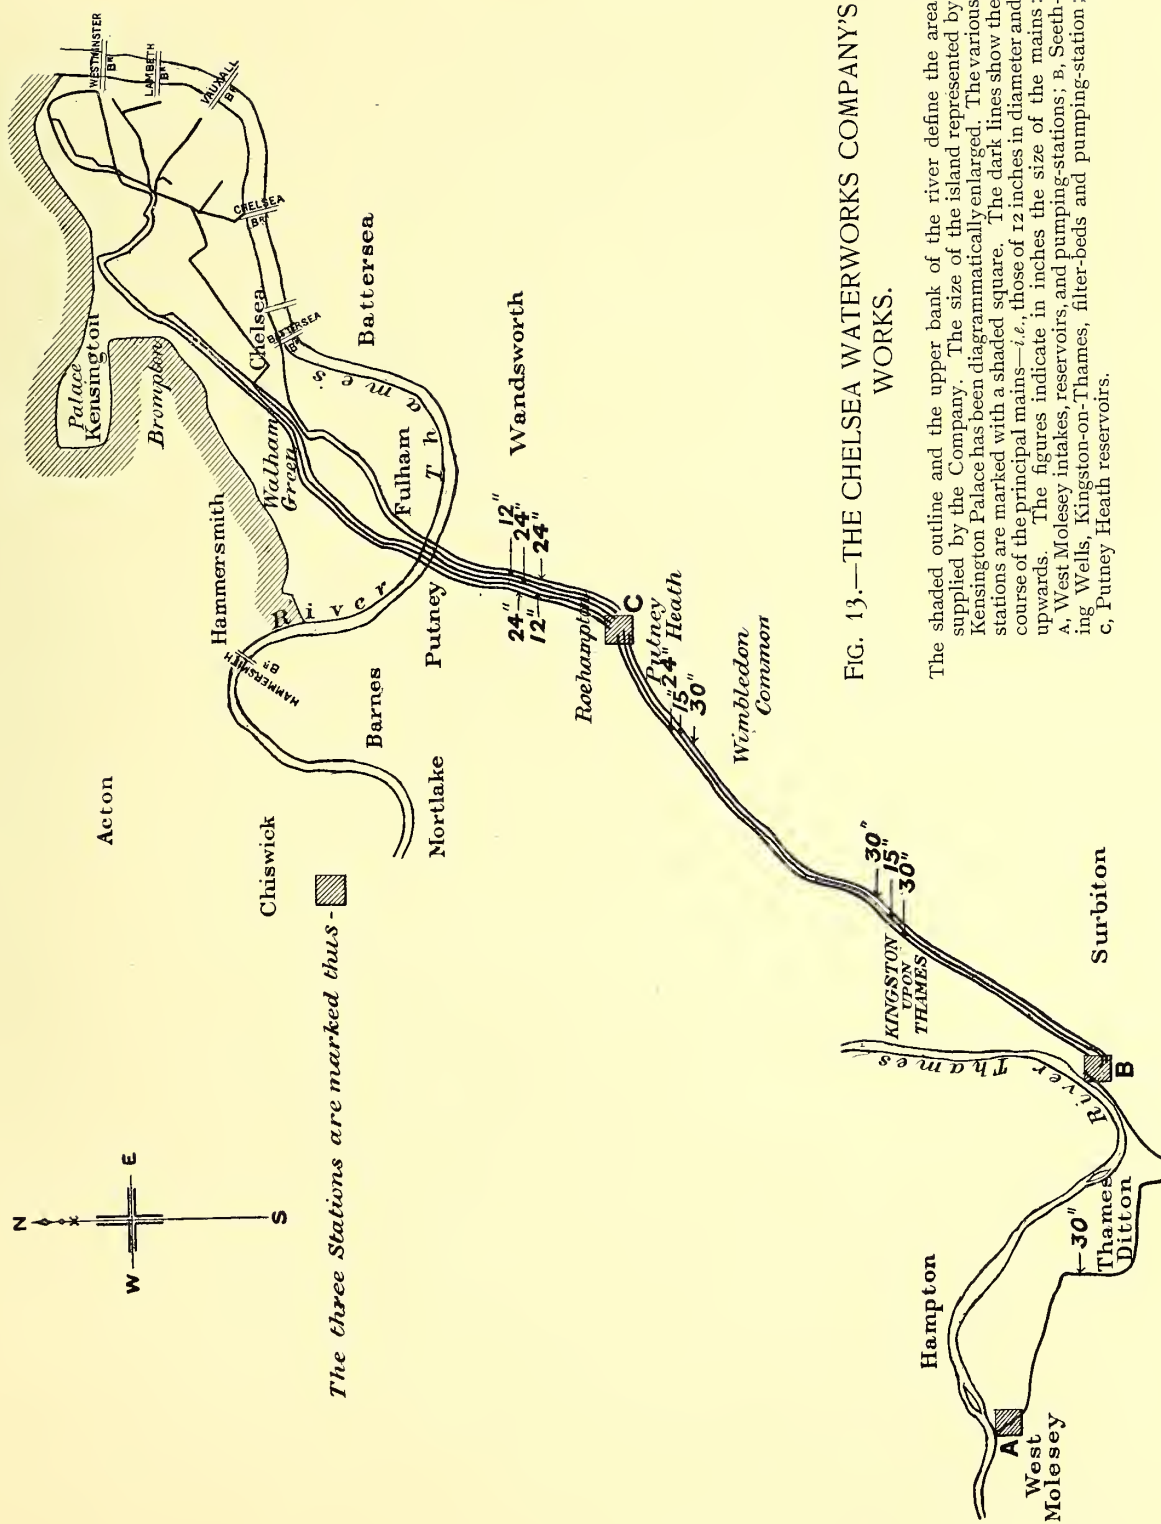 N
W
E
S
The three Stations are marked thus-
Acton
Chiswick
Hammersmith
HAMMERSMITH
BR
Barnes
Mortlake
River
Thames
Palace
Kensington
Brompton
Walham
Green
Chelsea
Fulham
Putney
WESTMINSTER
BR
LAMBETH
BR
VAUXHALL
BR
CHELSEA
BR
BATTERSEA
BR
Battersea
Wandsworth
24"
12"
12"
24"
24"
Roehampton
C
Putney
Heath
24"
15"
30"
Wimbledon
Common
30"
15"
30"
KINGSTON
UPON
THAMES
River Thames
Surbiton
B
Hampton
30"
Thames
Ditton
A
West
Molesey
FIG. 13.—THE CHELSEA WATERWORKS COMPANY'S
WORKS.
The shaded outline and the upper bank of the river define the area
supplied by the Company. The size of the island represented by
Kensington Palace has been diagrammatically enlarged. The various
stations are marked with a shaded square. The dark lines show the
course of the principal mains—i.e., those of 12 inches in diameter and
upwards. The figures indicate in inches the size of the mains:
A, West Molesey intakes, reservoirs, and pumping-stations; B, Seeth-
ing Wells, Kingston-on-Thames, filter-beds and pumping-station;
C, Putney Heath reservoirs.